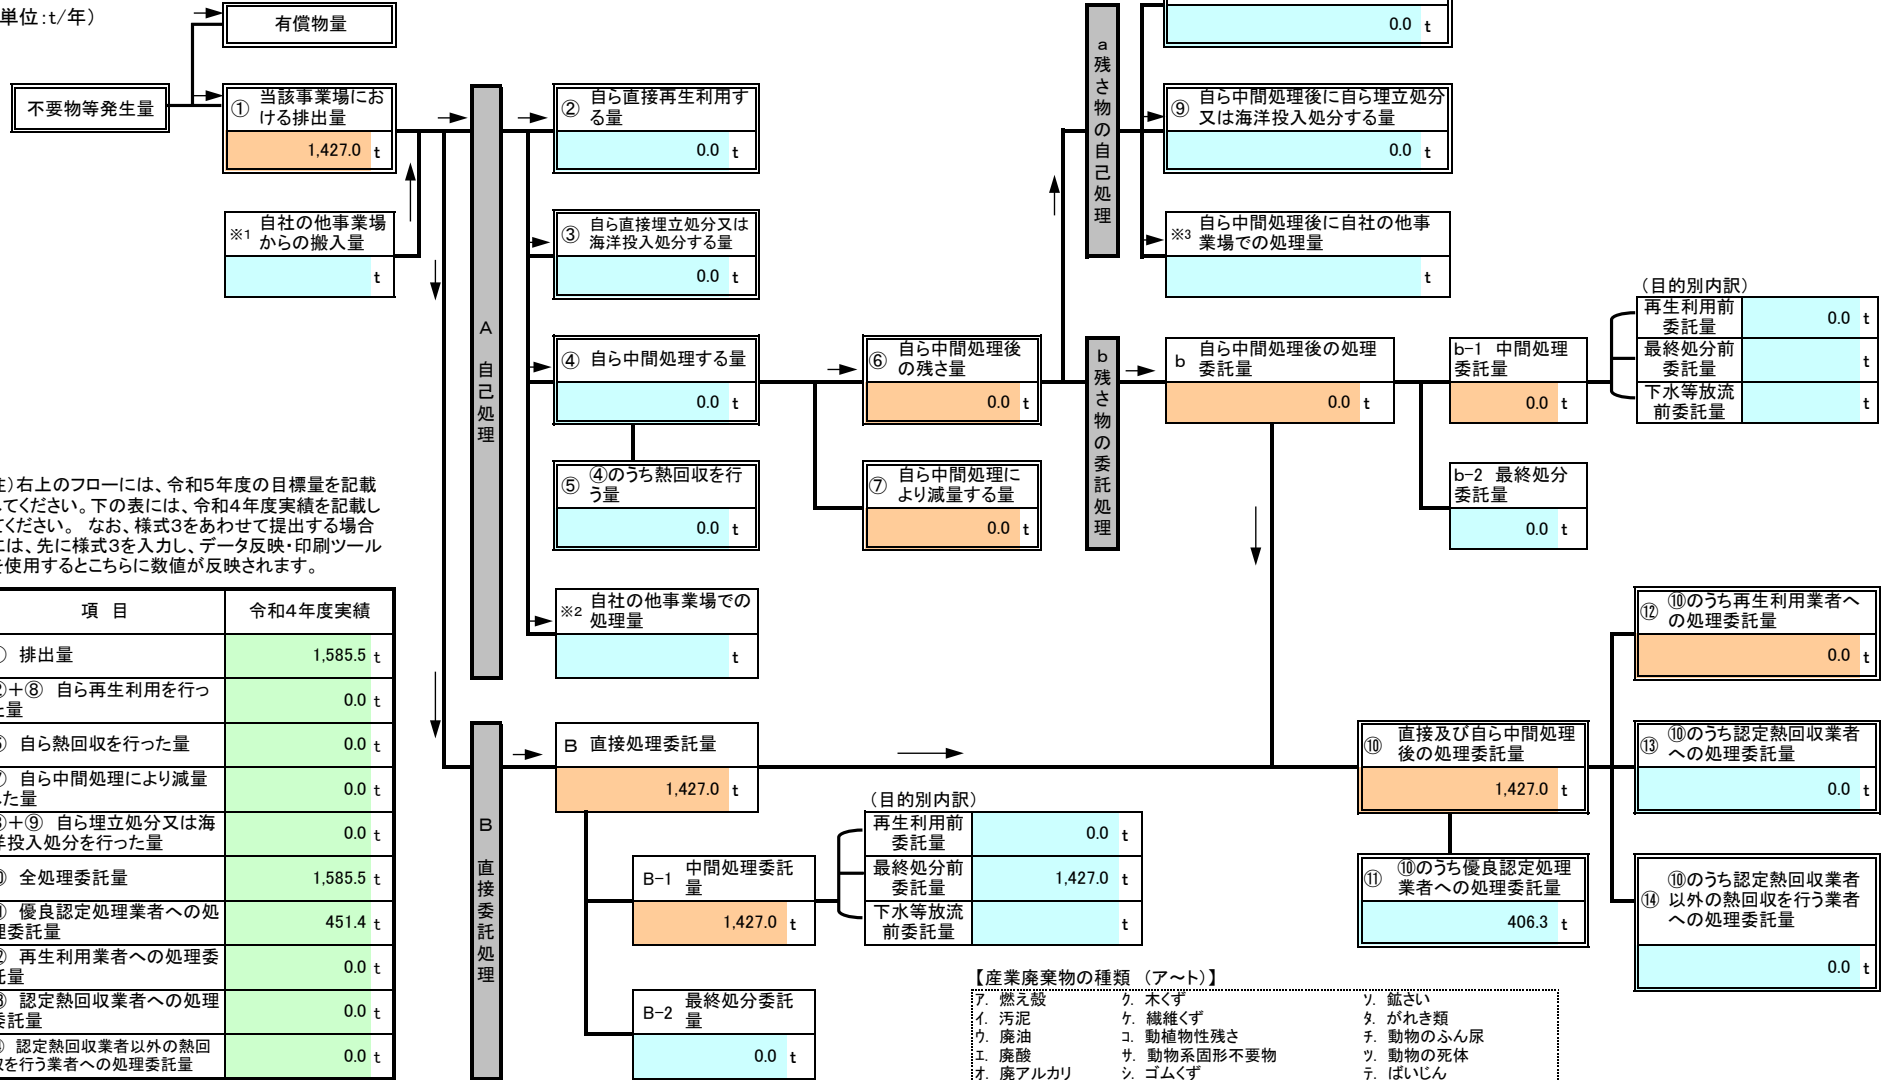 単位:t/年）
有償物量
不要物等発生量
① 当該事業場にお
ける排出量
1,427.0 t
※1 自社の他事業場
からの搬入量
t
A 自己処理
② 自ら直接再生利用す
る量
0.0 t
③ 自ら直接埋立処分又は
海洋投入処分する量
0.0 t
④ 自ら中間処理する量
0.0 t
⑤ ④のうち熱回収を行
う量
0.0 t
※2 自社の他事業場での
処理量
t
⑥ 自ら中間処理後
の残さ量
0.0 t
⑦ 自ら中間処理に
より減量する量
0.0 t
a 残さ物の自己処理
0.0 t
⑨ 自ら中間処理後に自ら埋立処分
又は海洋投入処分する量
0.0 t
※3 自ら中間処理後に自社の他事
業場での処理量
t
b 残さ物の委託処理
b 自ら中間処理後の処理
委託量
0.0 t
b-1 中間処理
委託量
0.0 t
（目的別内訳）
再生利用前
委託量
0.0 t
最終処分前
委託量
t
下水等放流
前委託量
t
b-2 最終処分
委託量
0.0 t
）右上のフローには、令和5年度の目標量を記載
してください。下の表には、令和4年度実績を記載し
てください。 なお、様式3をあわせて提出する場合
には、先に様式3を入力し、データ反映・印刷ツール
を使用するとこちらに数値が反映されます。
項 目 令和4年度実績
排出量 1,585.5 t
＋⑧ 自ら再生利用を行っ
た量 0.0 t
自ら熱回収を行った量 0.0 t
自ら中間処理により減量
した量 0.0 t
＋⑨ 自ら埋立処分又は海
洋投入処分を行った量 0.0 t
全処理委託量 1,585.5 t
優良認定処理業者への処
理委託量 451.4 t
再生利用業者への処理委
託量 0.0 t
認定熱回収業者への処理
委託量 0.0 t
認定熱回収業者以外の熱回
収を行う業者への処理委託量 0.0 t
B 直接委託処理
B 直接処理委託量
1,427.0 t
B-1 中間処理委託
量
1,427.0 t
（目的別内訳）
再生利用前
委託量
0.0 t
最終処分前
委託量
1,427.0 t
下水等放流
前委託量
t
B-2 最終処分委託
量
0.0 t
⑩ 直接及び自ら中間処理
後の処理委託量
1,427.0 t
⑪ ⑩のうち優良認定処理
業者への処理委託量
406.3 t
⑫ ⑩のうち再生利用業者へ
の処理委託量
0.0 t
⑬ ⑩のうち認定熱回収業者
への処理委託量
0.0 t
⑭ ⑩のうち認定熱回収業者
以外の熱回収を行う業者
への処理委託量
0.0 t
【産業廃棄物の種類 （ア～ト）】
ア. 燃え殻 ク. 木くず ソ. 鉱さい
イ. 汚泥 ケ. 繊維くず タ. がれき類
ウ. 廃油 コ. 動植物性残さ チ. 動物のふん尿
エ. 廃酸 サ. 動物系固形不要物 ツ. 動物の死体
オ. 廃アルカリ シ. ゴムくず テ. ばいじん